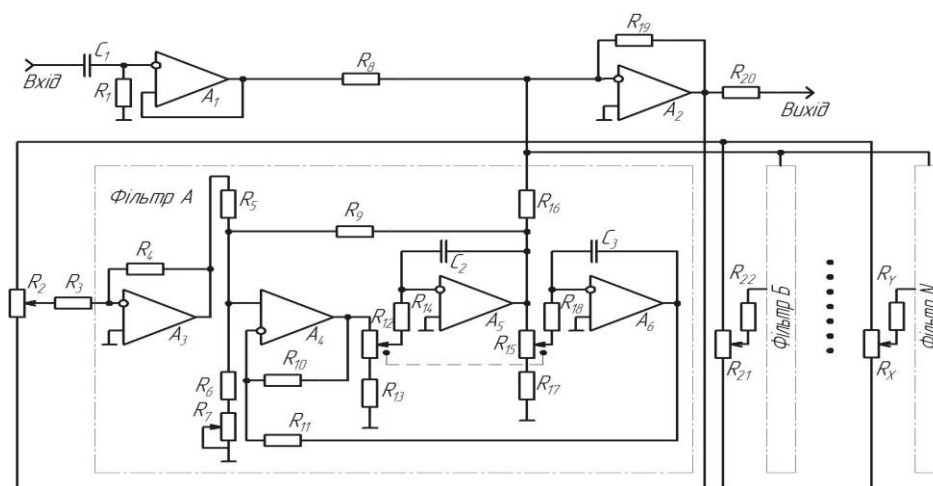 C1
R8
R19
Вхід
R1
A1
A2
R20
Вихід
Фільтр А
R5
R9
R16
C2
C3
R2
R3
R4
A3
A4
R12
R14
A5
R15
R18
A6
R22
Фільтр Б
RY
Фільтр N
R6
R7
R10
R11
R13
R17
R21
RX